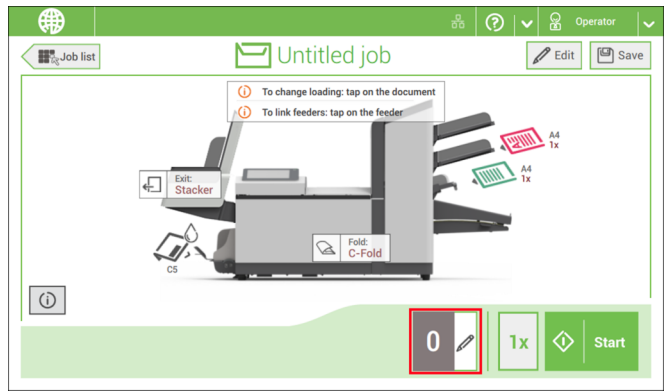 Operator
Job list
Untitled job
Edit
Save
To change loading: tap on the document
To link feeders: tap on the feeder
A4
1x
A4
1x
Exit:
Stacker
Fold:
C-Fold
C5
0
1x
Start